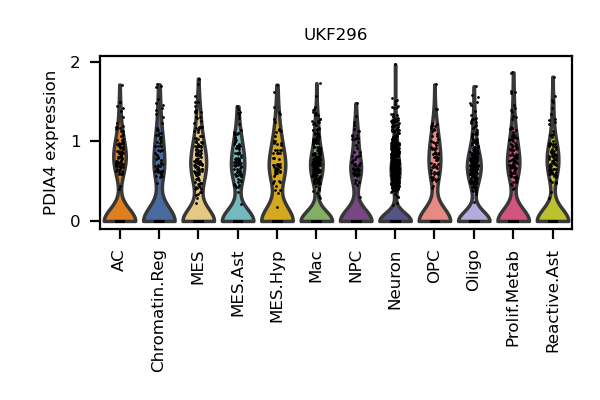 UKF296
PDIA4 expression
2
1
0
AC
Chromatin.Reg
MES
MES.Ast
MES.Hyp
Mac
NPC
Neuron
OPC
Oligo
Prolif.Metab
Reactive.Ast